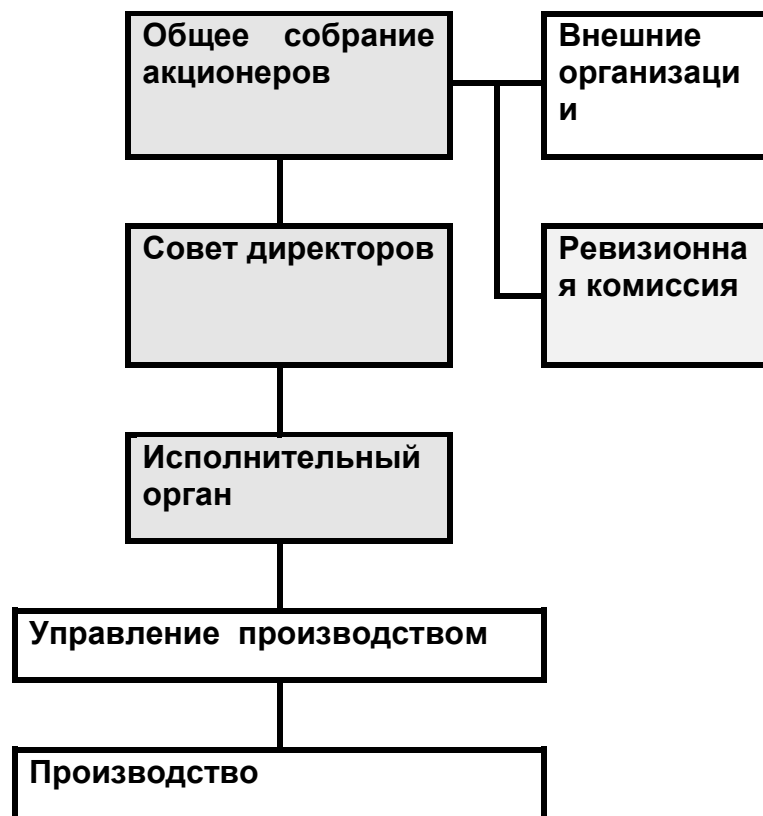 Общее собрание
акционеров
Внешние
организаци
и
Совет директоров
Ревизионна
я комиссия
Исполнительный
орган
Управление производством
Производство